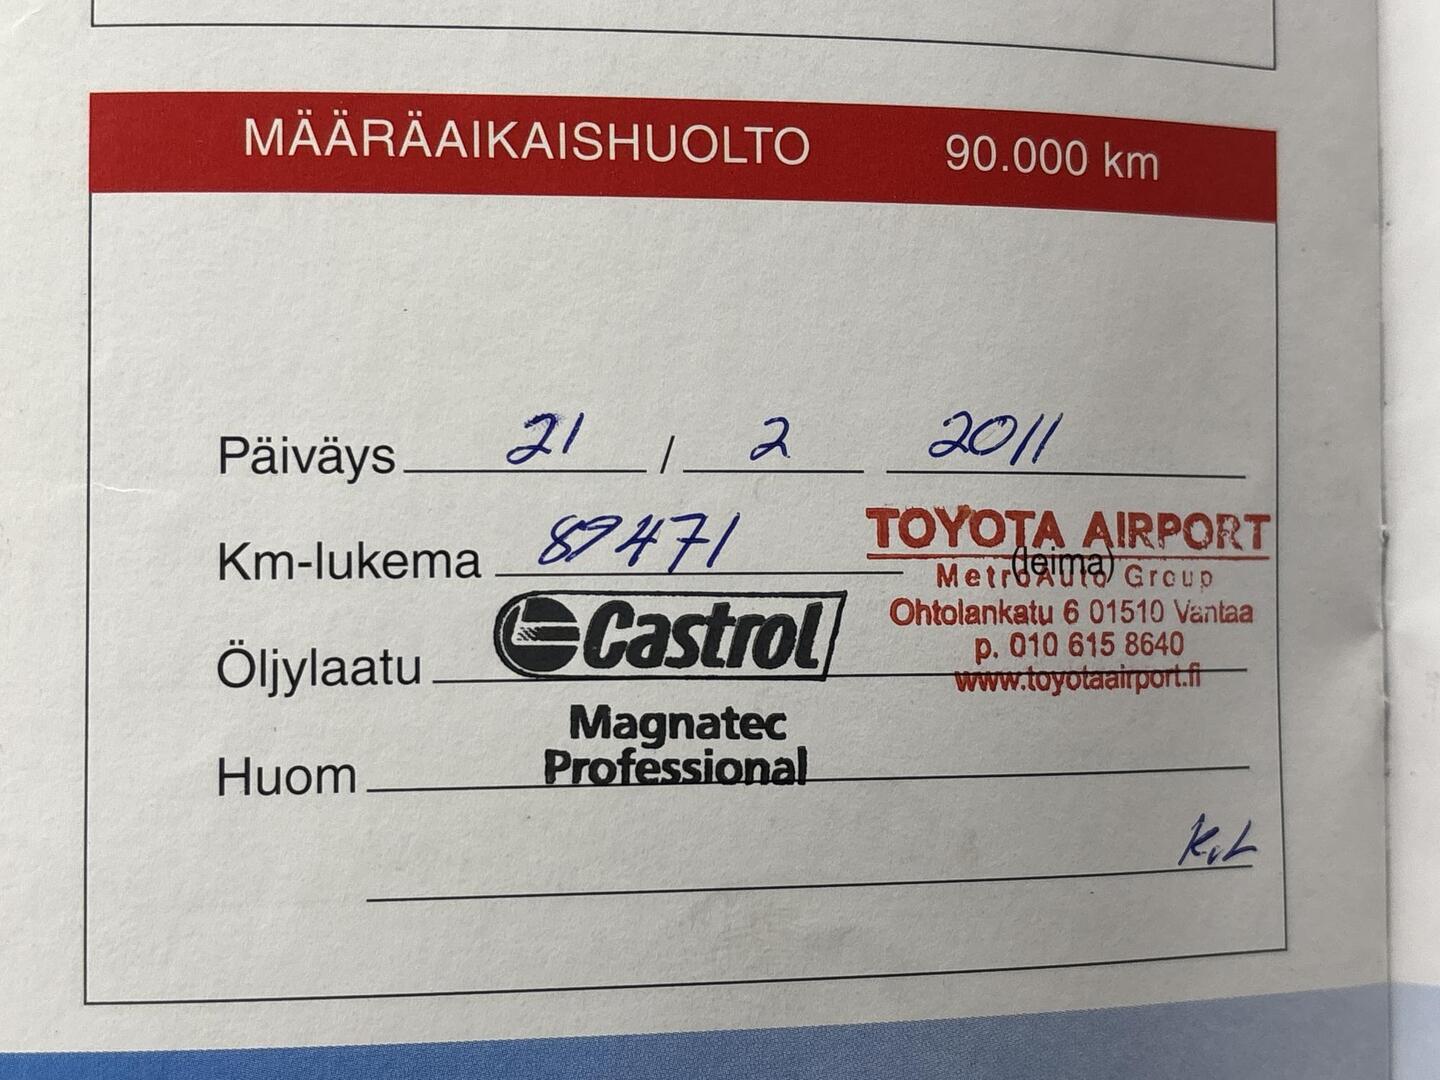 MÄÄRÄAIKAISHUOLTO 90.000 km
Päiväys 21 / 2 2011
Km-lukema 87471
TOYOTA AIRPORT
(leima)
MetroAuto Group
Ohtolankatu 6 01510 Vantaa
p. 010 615 8640
www.toyotaairport.fi
Öljylaatu Castrol
Magnatec
Huom Professional
K.L